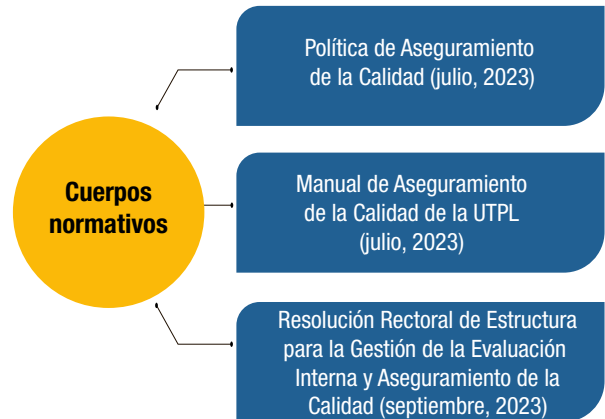 Cuerpos
normativos
Política de Aseguramiento
de la Calidad (julio, 2023)
Manual de Aseguramiento
de la Calidad de la UTPL
(julio, 2023)
Resolución Rectoral de Estructura
para la Gestión de la Evaluación
Interna y Aseguramiento de la
Calidad (septiembre, 2023)